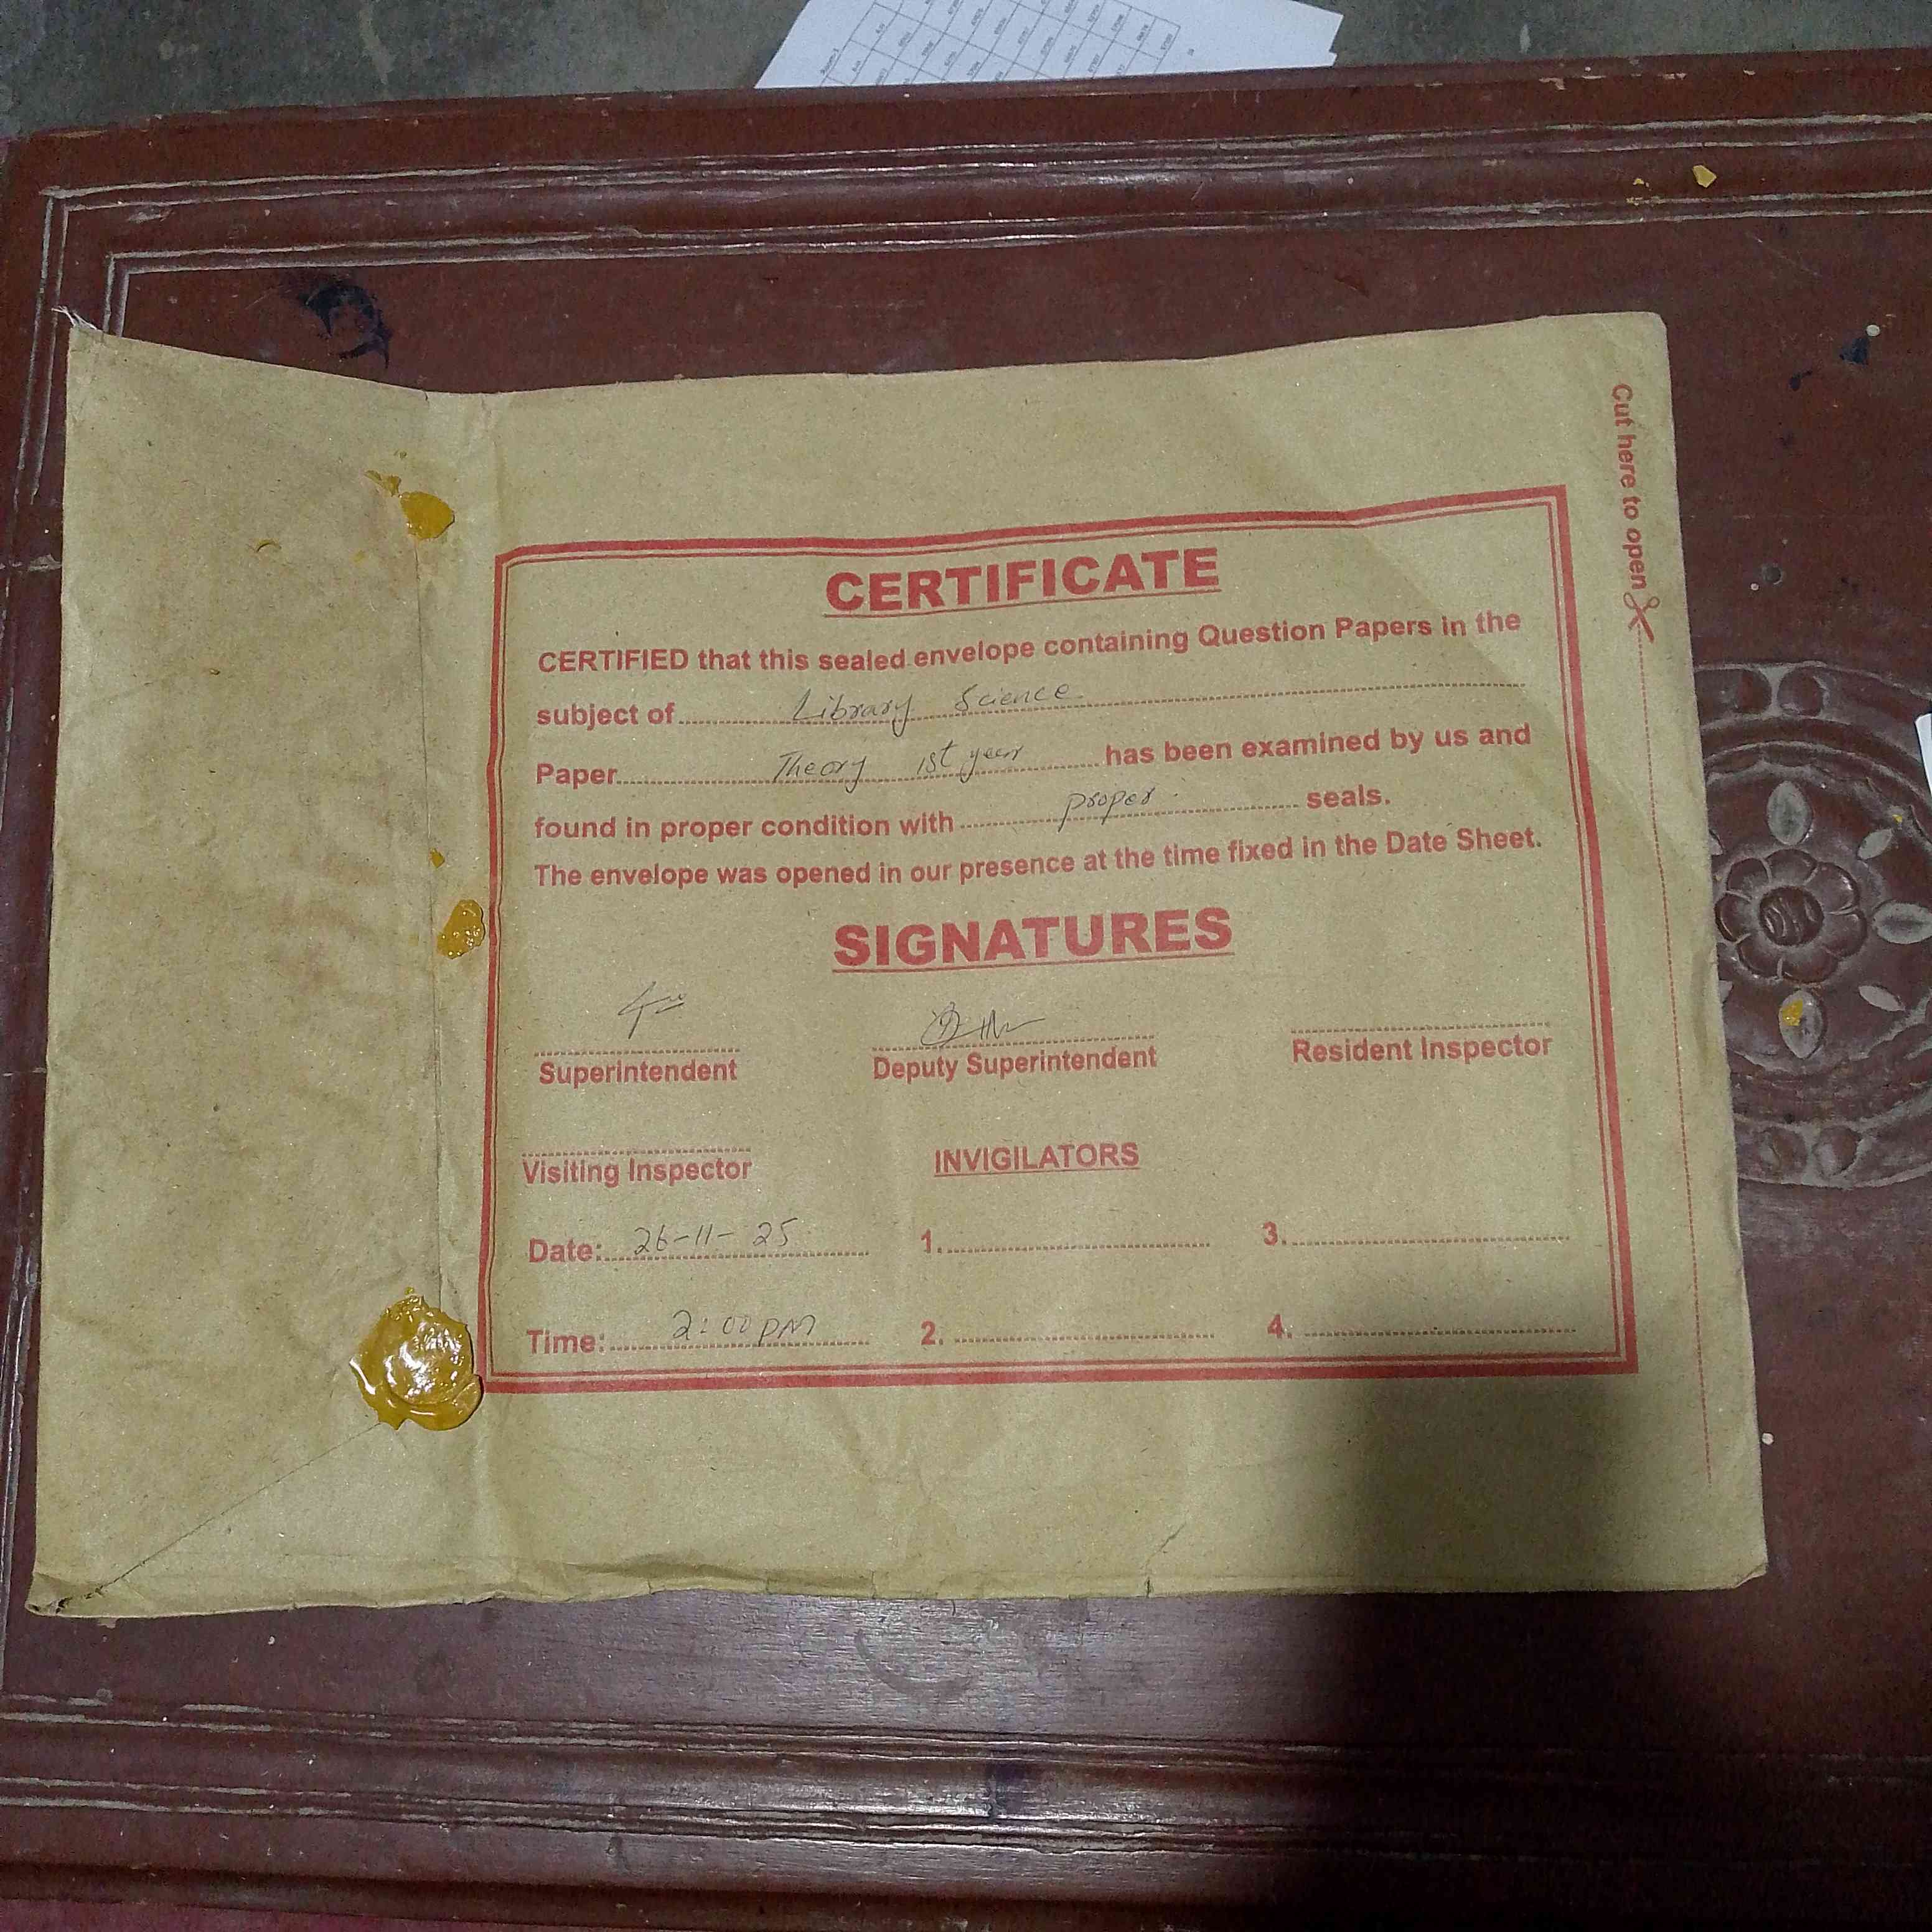 Cut here to open
CERTIFICATE
CERTIFIED that this sealed envelope containing Question Papers in the
subject of Library Science
Paper Theory 1st year has been examined by us and
found in proper condition with proper seals.
The envelope was opened in our presence at the time fixed in the Date Sheet.
SIGNATURES
Superintendent Deputy Superintendent Resident Inspector
Visiting Inspector INVIGILATORS
Date: 26-11-25 1. 3.
Time: 2:00 PM 2. 4.